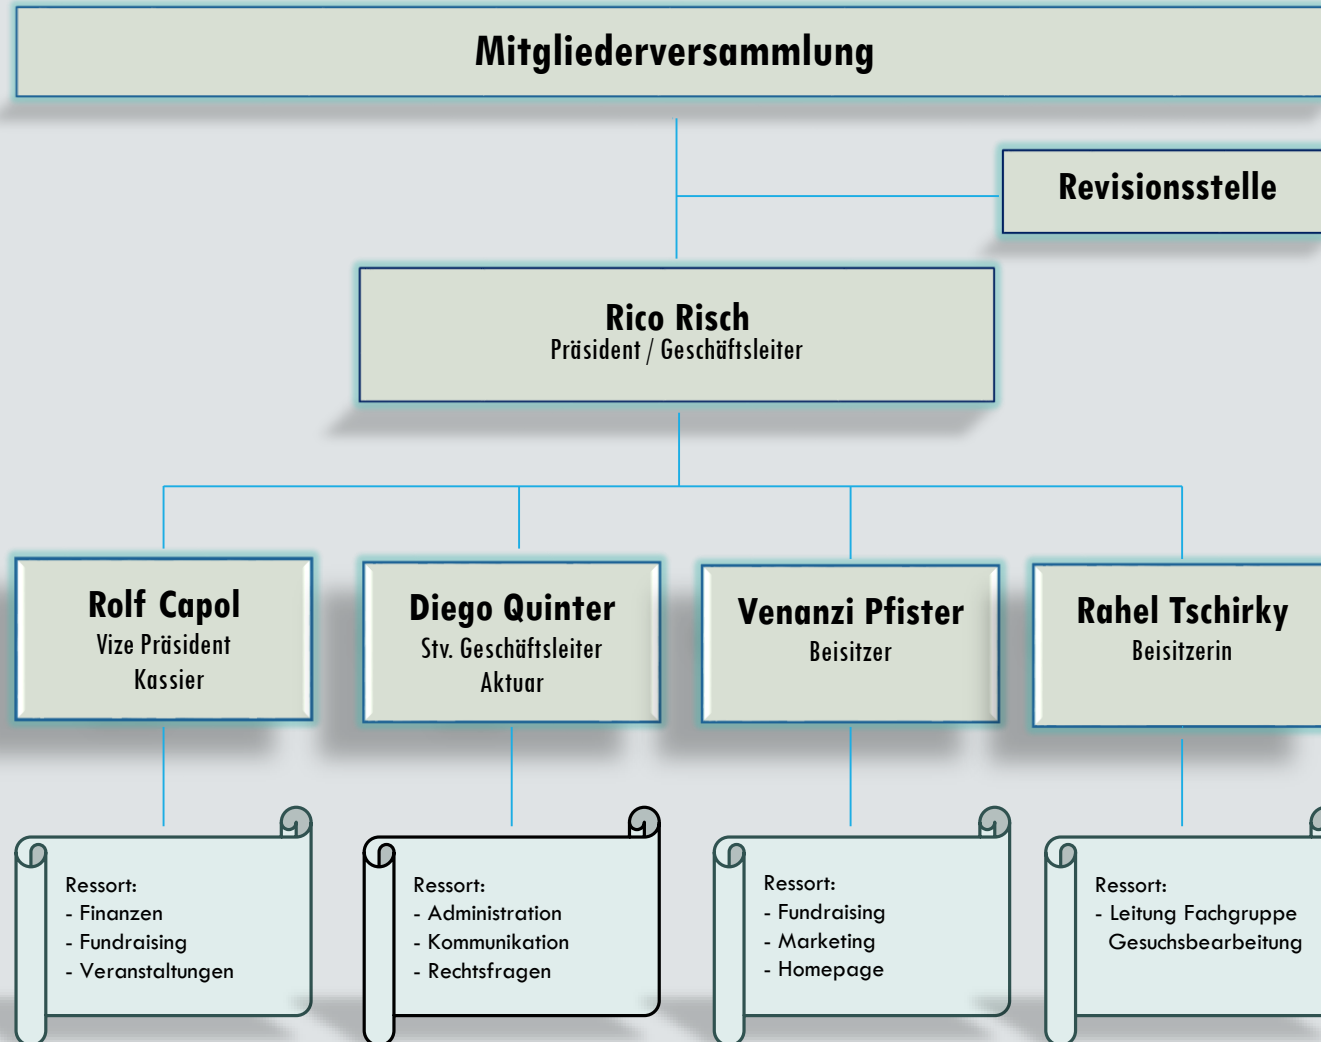 Mitgliederversammlung
Revisionsstelle
Rico Risch
Präsident / Geschäftsleiter
Rolf Capol
Vize Präsident
Kassier
Diego Quinter
Stv. Geschäftsleiter
Aktuar
Venanzi Pfister
Beisitzer
Rahel Tschirky
Beisitzerin
Ressort:
- Finanzen
- Fundraising
- Veranstaltungen
Ressort:
- Administration
- Kommunikation
- Rechtsfragen
Ressort:
- Fundraising
- Marketing
- Homepage
Ressort:
- Leitung Fachgruppe
Gesuchsbearbeitung